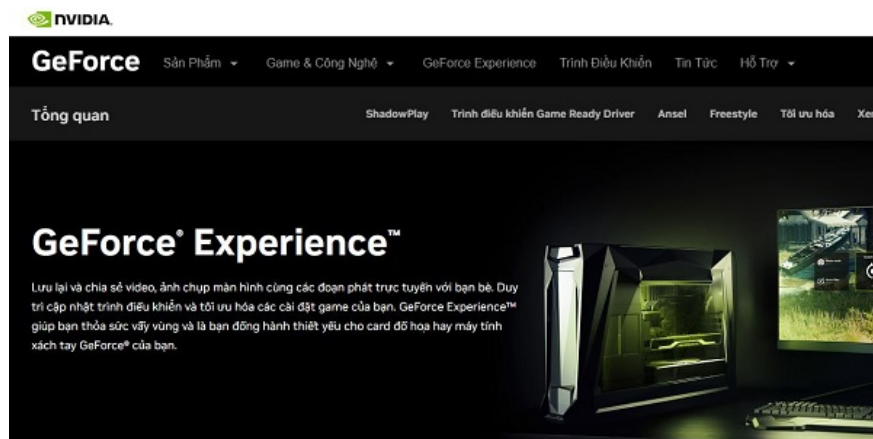 NVIDIA.
GeForce Sản Phẩm Game & Công Nghệ GeForce Experience Trình Điều Khiển Tin Tức Hỗ Trợ
Tổng quan ShadowPlay Trình điều khiển Game Ready Driver Ansel Freestyle Tối ưu hóa
GeForce® Experience™
Lưu lại và chia sẻ video, ảnh chụp màn hình cùng các đoạn phát trực tuyến với bạn bè. Duy
trì cập nhật trình điều khiển và tối ưu hóa các cài đặt game của bạn. GeForce Experience™
giúp bạn thỏa sức vẫy vùng và là bạn đồng hành thiết yếu cho card đồ họa hay máy tính
xách tay GeForce® của bạn.